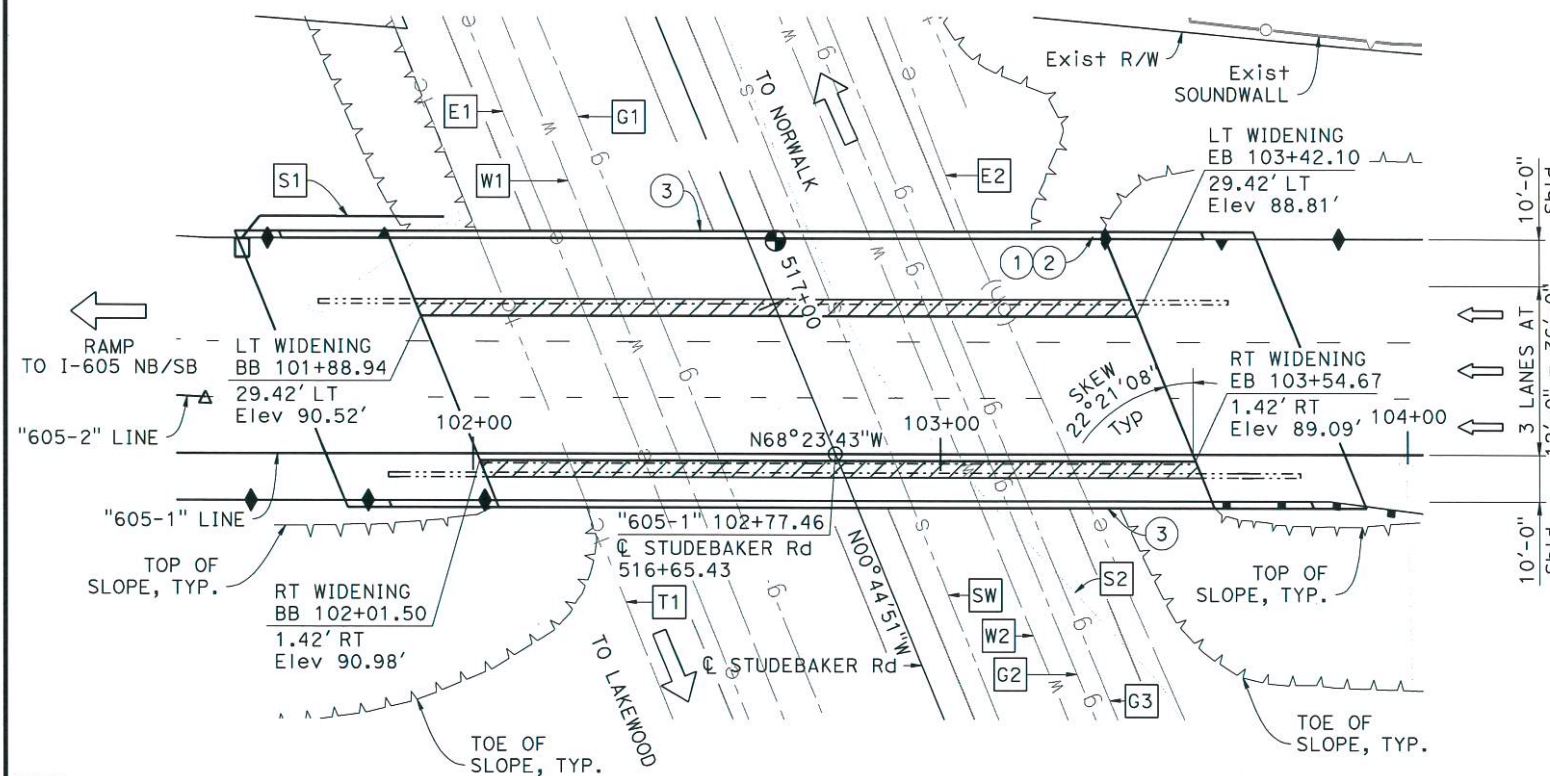 Exist R/W
Exist
SOUNDWALL
TO NORWALK
E1
G1
W1
S1
3
E2
LT WIDENING
EB 103+42.10
29.42' LT
Elev 88.81'
10'-0"
1 2
517+00
RAMP
TO I-605 NB/SB
LT WIDENING
BB 101+88.94
29.42' LT
Elev 90.52'
"605-2" LINE
102+00
N68°23'43"W
103+00
SKEW
22°21'08"
Typ
RT WIDENING
EB 103+54.67
1.42' RT
Elev 89.09'
104+00
3 LANES AT
"605-1" LINE
TOP OF
SLOPE, TYP.
"605-1" 102+77.46
℄ STUDEBAKER Rd
516+65.43
N00°44'51"W
3
10'-0"
RT WIDENING
BB 102+01.50
1.42' RT
Elev 90.98'
T1
SW
S2
TOP OF
SLOPE, TYP.
W2
G2
G3
TO LAKEWOOD
℄ STUDEBAKER Rd
TOE OF
SLOPE, TYP.
TOE OF
SLOPE, TYP.